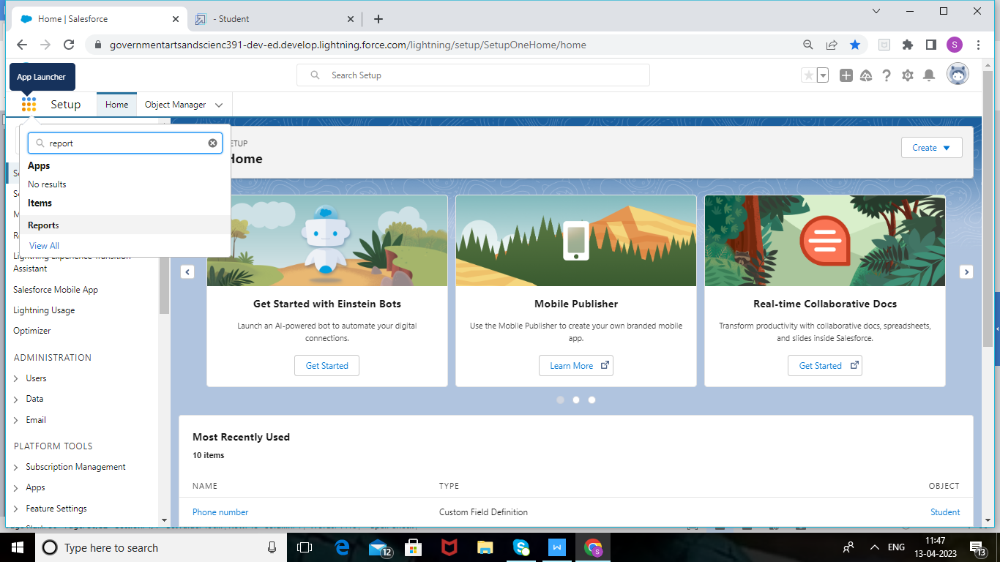 Home | Salesforce
- Student
governmentartsandscienc391-dev-ed.develop.lightning.force.com/lightning/setup/SetupOneHome/home
S
App Launcher
Search Setup
Setup
Home
Object Manager
report
Apps
No results
Items
Reports
View All
SETUP
Home
Create
Lightning Experience Transition
Assistant
Salesforce Mobile App
Lightning Usage
Optimizer
ADMINISTRATION
Users
Data
Email
PLATFORM TOOLS
Subscription Management
Apps
Feature Settings
Get Started with Einstein Bots
Launch an AI-powered bot to automate your digital
connections.
Get Started
Mobile Publisher
Use the Mobile Publisher to create your own branded mobile
app.
Learn More
Real-time Collaborative Docs
Transform productivity with collaborative docs, spreadsheets,
and slides inside Salesforce.
Get Started
Most Recently Used
10 items
NAME
TYPE
OBJECT
Phone number
Custom Field Definition
Student
Type here to search
12
W
S
ENG
11:47
13-04-2023
13